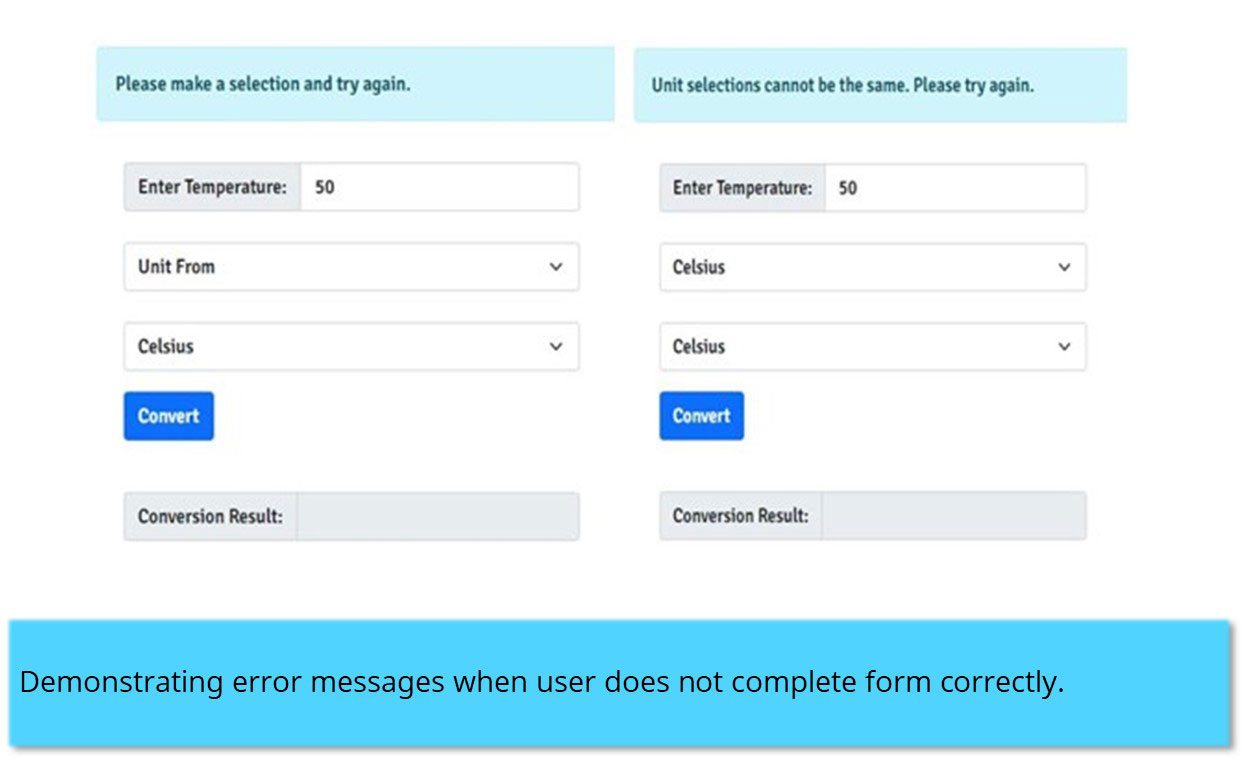 Please make a selection and try again.
Enter Temperature: 50
Unit From
Celsius
Convert
Conversion Result:
Unit selections cannot be the same. Please try again.
Enter Temperature: 50
Celsius
Celsius
Convert
Conversion Result:
Demonstrating error messages when user does not complete form correctly.